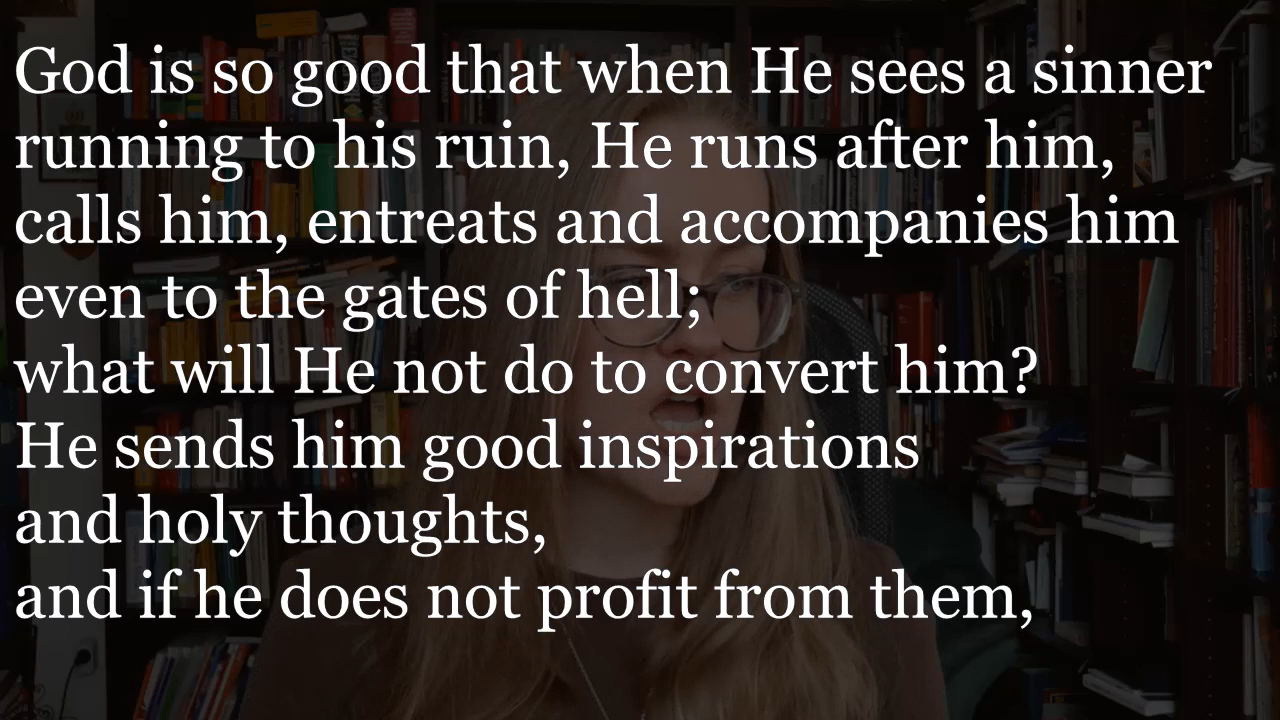 God is so good that when He sees a sinner
running to his ruin, He runs after him,
calls him, entreats and accompanies him
even to the gates of hell;
what will He not do to convert him?
He sends him good inspirations
and holy thoughts,
and if he does not profit from them,